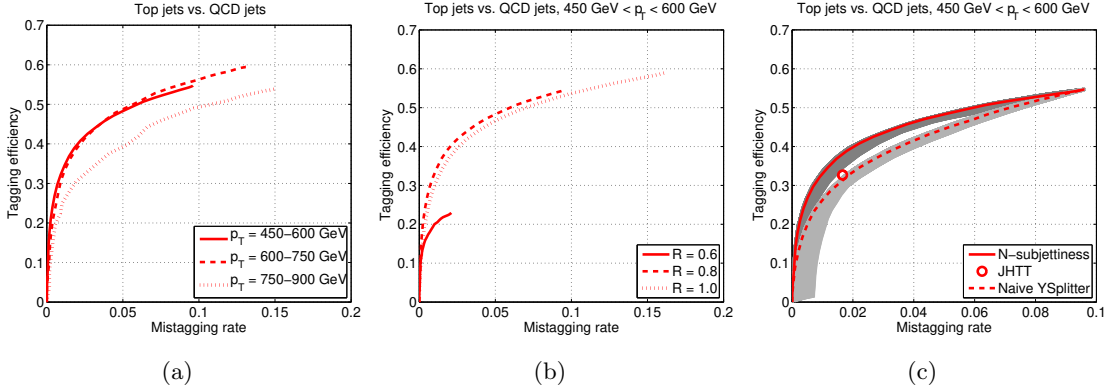 Top jets vs. QCD jets
0.7
0.6
0.5
0.4
0.3
0.2
0.1
0
Tagging efficiency
0 0.05 0.1 0.15 0.2
Mistagging rate
p_T = 450−600 GeV
p_T = 600−750 GeV
p_T = 750−900 GeV
(a)
Top jets vs. QCD jets, 450 GeV < p_T < 600 GeV
0.7
0.6
0.5
0.4
0.3
0.2
0.1
0
Tagging efficiency
0 0.05 0.1 0.15 0.2
Mistagging rate
R = 0.6
R = 0.8
R = 1.0
(b)
Top jets vs. QCD jets, 450 GeV < p_T < 600 GeV
0.7
0.6
0.5
0.4
0.3
0.2
0.1
0
Tagging efficiency
0 0.02 0.04 0.06 0.08 0.1
Mistagging rate
N−subjettiness
JHTT
Naive YSplitter
(c)